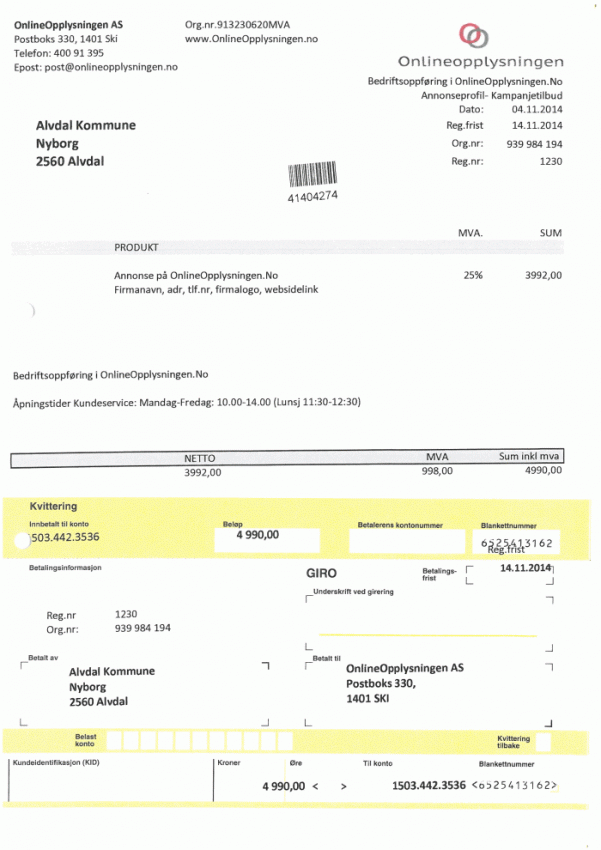 OnlineOpplysningen AS
Postboks 330, 1401 Ski
Telefon: 400 91 395
Epost: post@onlineopplysningen.no
Org.nr.913230620MVA
www.OnlineOpplysningen.no
Onlineopplysningen
Bedriftsoppføring i OnlineOpplysningen.No
Annonseprofil- Kampanjetilbud
Dato: 04.11.2014
Reg.frist 14.11.2014
Org.nr: 939 984 194
Reg.nr: 1230
Alvdal Kommune
Nyborg
2560 Alvdal
41404274
MVA. SUM
PRODUKT
Annonse på OnlineOpplysningen.No 25% 3992,00
Firmanavn, adr, tlf.nr, firmalogo, websidelink
Bedriftsoppføring i OnlineOpplysningen.No
Åpningstider Kundeservice: Mandag-Fredag: 10.00-14.00 (Lunsj 11:30-12:30)
NETTO MVA Sum inkl mva
3992,00 998,00 4990,00
Kvittering
Innbetalt til konto Beløp Betalerens kontonummer Blankettnummer
1503.442.3536 4 990,00 6525413162
Reg.frist
Betalingsinformasjon
GIRO
Betalings-
frist
14.11.2014
Underskrift ved girering
Reg.nr 1230
Org.nr: 939 984 194
Betalt av
Alvdal Kommune
Nyborg
2560 Alvdal
Betalt til
OnlineOpplysningen AS
Postboks 330,
1401 SKI
Belast
konto
Kvittering
tilbake
Kundeidentifikasjon (KID) Kroner Øre Til konto Blankettnummer
4 990,00 < > 1503.442.3536 <6525413162>